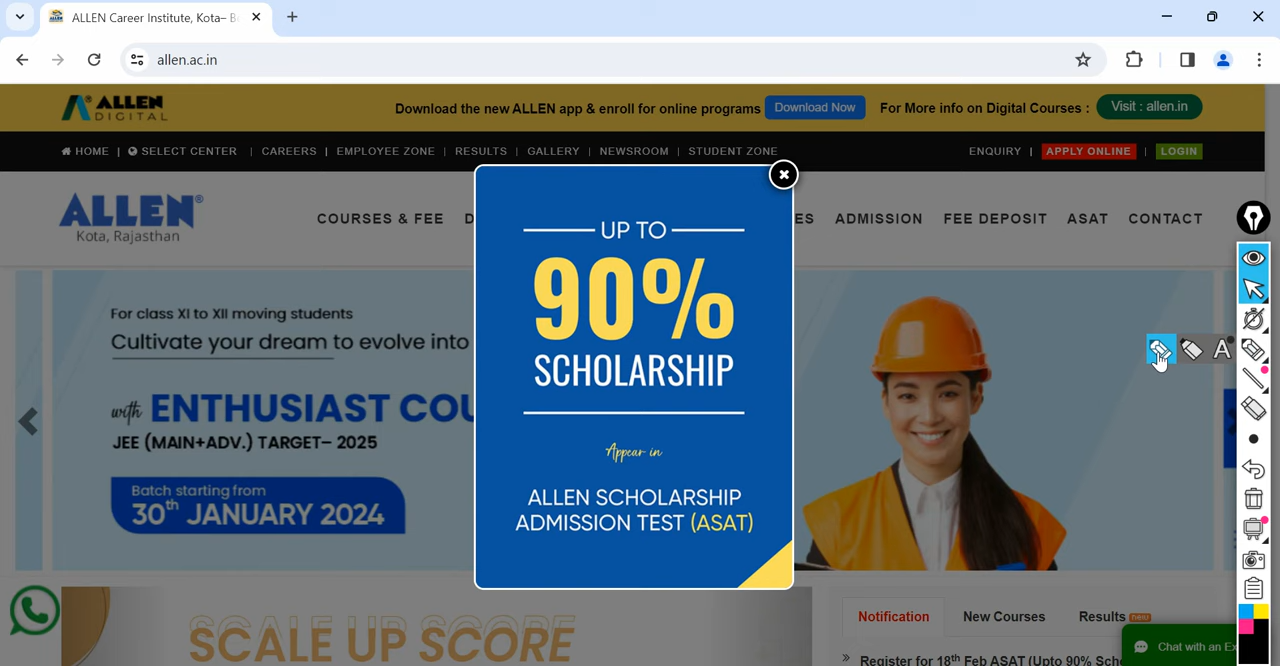 ALLEN Career Institute, Kota– B
allen.ac.in
ALLEN
DIGITAL
Download the new ALLEN app & enroll for online programs Download Now For More info on Digital Courses : Visit : allen.in
HOME | SELECT CENTER | CAREERS | EMPLOYEE ZONE | RESULTS | GALLERY | NEWSROOM | STUDENT ZONE ENQUIRY | APPLY ONLINE | LOGIN
ALLEN®
Kota, Rajasthan
COURSES & FEE D ES ADMISSION FEE DEPOSIT ASAT CONTACT
UP TO
90%
SCHOLARSHIP
Appear in
ALLEN SCHOLARSHIP
ADMISSION TEST (ASAT)
For class XI to XII moving students
Cultivate your dream to evolve into
with ENTHUSIAST COU
JEE (MAIN+ADV.) TARGET– 2025
Batch starting from
30th JANUARY 2024
A
SCALE UP SCORE
Notification New Courses Results new
» Register for 18th Feb ASAT (Upto 90% Scho
Chat with an Ex